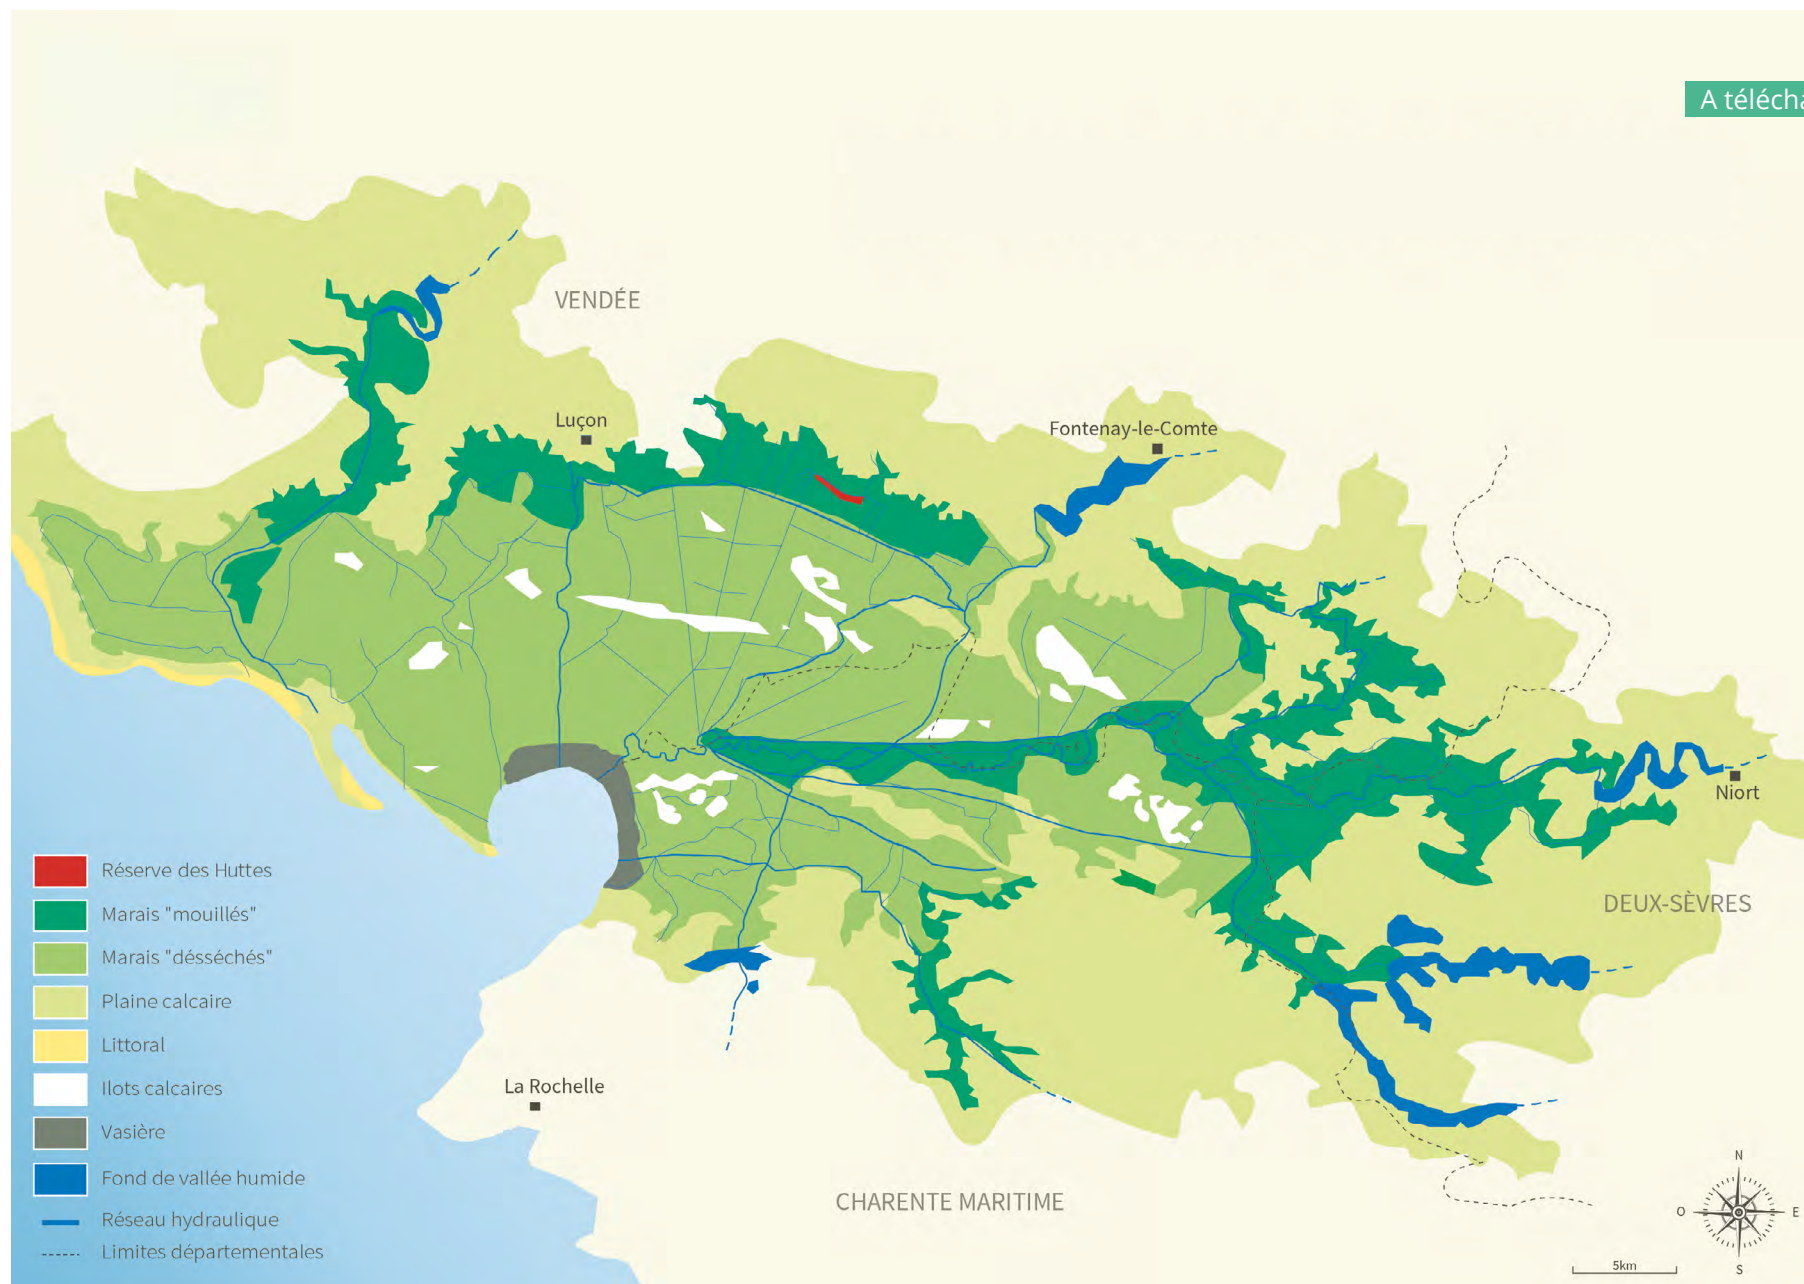 A télécha
VENDÉE
Luçon
Fontenay-le-Comte
Niort
DEUX-SÈVRES
La Rochelle
CHARENTE MARITIME
Réserve des Huttes
Marais "mouillés"
Marais "désséchés"
Plaine calcaire
Littoral
Ilots calcaires
Vasière
Fond de vallée humide
Réseau hydraulique
Limites départementales
N
O
E
S
5km